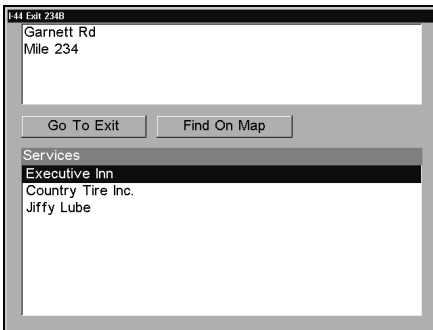 I-44 Exit 234B
Garnett Rd
Mile 234
Go To Exit Find On Map
Services
Executive Inn
Country Tire Inc.
Jiffy Lube